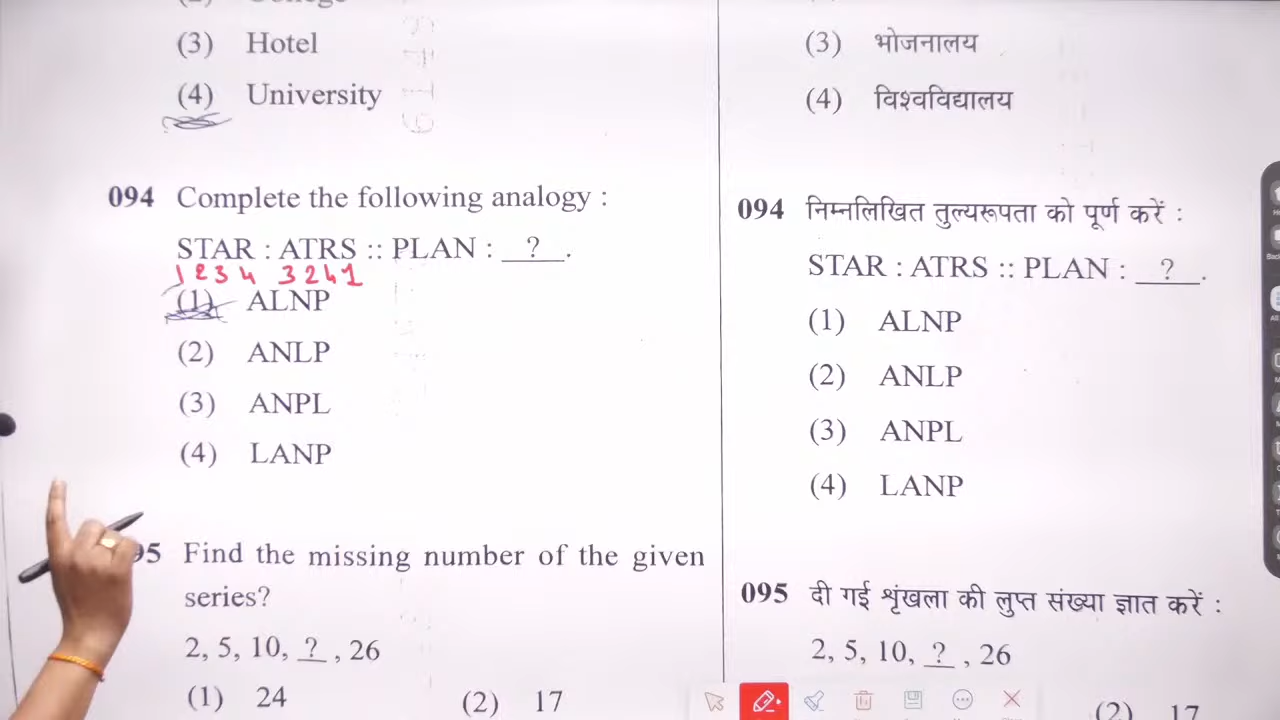 (3) Hotel
(4) University
094 Complete the following analogy :
STAR : ATRS :: PLAN : ? .
1 2 3 4 3 2 4 1
(1) ALNP
(2) ANLP
(3) ANPL
(4) LANP
95 Find the missing number of the given
series?
2, 5, 10, ? , 26
(1) 24 (2) 17
(3) भोजनालय
(4) विश्वविद्यालय
094 निम्नलिखित तुल्यरूपता को पूर्ण करें :
STAR : ATRS :: PLAN : ? .
(1) ALNP
(2) ANLP
(3) ANPL
(4) LANP
095 दी गई शृंखला की लुप्त संख्या ज्ञात करें :
2, 5, 10, ? , 26
(2) 17